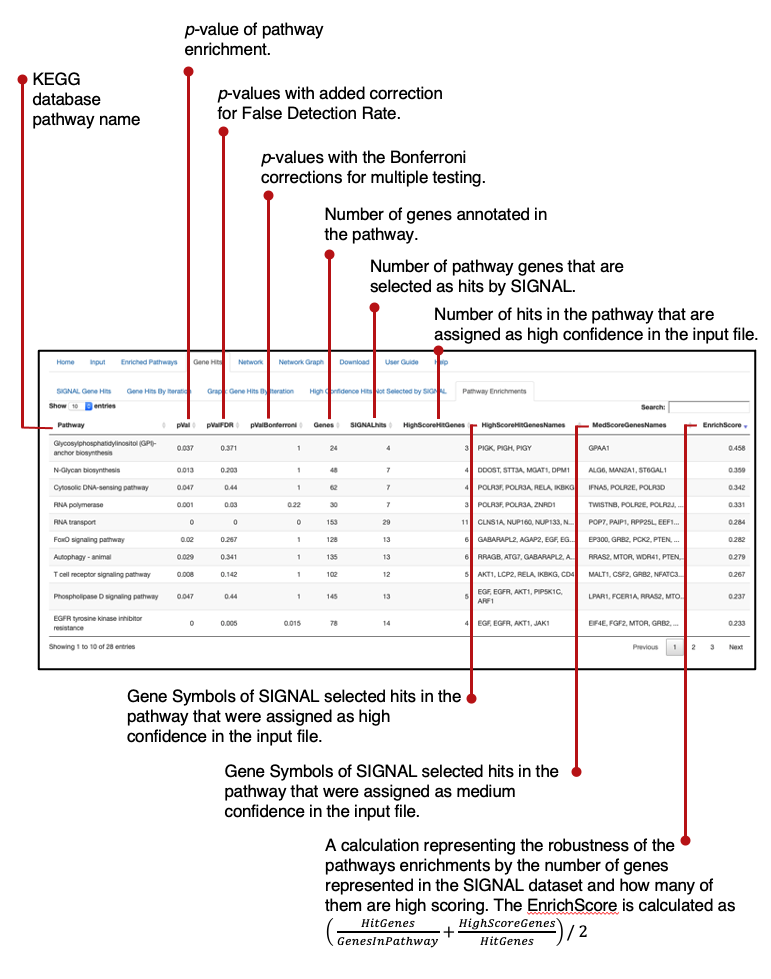 p-value of pathway
enrichment.
KEGG
database
pathway name
p-values with added correction
for False Detection Rate.
p-values with the Bonferroni
corrections for multiple testing.
Number of genes annotated in
the pathway.
Number of pathway genes that are
selected as hits by SIGNAL.
Number of hits in the pathway that are
assigned as high confidence in the input file.
Home Input Enriched Pathways Gene Hits Network Network Graph Download User Guide Help
SIGNAL Gene Hits Gene Hits By Iteration Graph: Gene Hits By Iteration High Confidence Hits Not Selected by SIGNAL Pathway Enrichments
Show 10 entries Search:
Pathway pVal pValFDR pValBonferroni Genes SIGNALhits HighScoreHitGenes HighScoreHitGenesNames MedScoreGenesNames EnrichScore
Glycosylphosphatidylinositol (GPI)-
anchor biosynthesis 0.037 0.371 1 24 4 3 PIGK, PIGH, PIGY GPAA1 0.458
N-Glycan biosynthesis 0.013 0.203 1 48 7 4 DDOST, STT3A, MGAT1, DPM1 ALG6, MAN2A1, ST6GAL1 0.359
Cytosolic DNA-sensing pathway 0.047 0.44 1 62 7 4 POLR3F, POLR3A, RELA, IKBKG IFNA5, POLR2E, POLR3D 0.342
RNA polymerase 0.001 0.03 0.22 30 7 3 POLR3F, POLR3A, ZNRD1 TWISTNB, POLR2E, POLR2J, ... 0.331
RNA transport 0 0 0 153 29 11 CLNS1A, NUP160, NUP133, N... POP7, PAIP1, RPP25L, EEF1... 0.284
FoxO signaling pathway 0.02 0.267 1 128 13 6 GABARAPL2, AGAP2, EGF, EG... EP300, GRB2, PCK2, PTEN, ... 0.282
Autophagy - animal 0.029 0.341 1 135 13 6 RRAGB, ATG7, GABARAPL2, A... RRAS2, MTOR, WDR41, PTEN,... 0.279
T cell receptor signaling pathway 0.008 0.142 1 102 12 5 AKT1, LCP2, RELA, IKBKG, CD4 MALT1, CSF2, GRB2, NFATC3... 0.267
Phospholipase D signaling pathway 0.047 0.44 1 145 13 5 EGF, EGFR, AKT1, PIP5K1C,
ARF1 LPAR1, FCER1A, RRAS2, MTO... 0.237
EGFR tyrosine kinase inhibitor
resistance 0 0.005 0.015 78 14 4 EGF, EGFR, AKT1, JAK1 EIF4E, FGF2, MTOR, GRB2, ... 0.233
Showing 1 to 10 of 28 entries Previous 1 2 3 Next
Gene Symbols of SIGNAL selected hits in the
pathway that were assigned as high
confidence in the input file.
Gene Symbols of SIGNAL selected hits in the
pathway that were assigned as medium
confidence in the input file.
A calculation representing the robustness of the
pathways enrichments by the number of genes
represented in the SIGNAL dataset and how many of
them are high scoring. The EnrichScore is calculated as
(HitGenes/GenesInPathway + HighScoreGenes/HitGenes) / 2